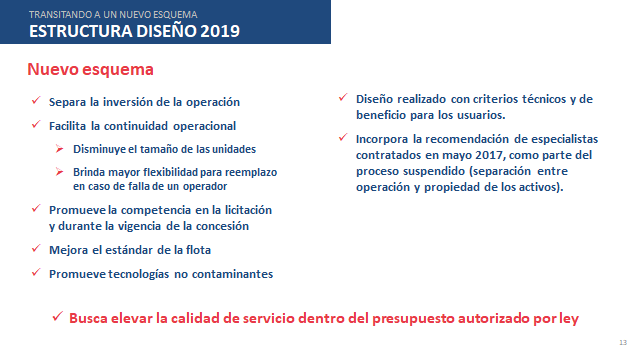 TRANSITANDO A UN NUEVO ESQUEMA
ESTRUCTURA DISEÑO 2019
Nuevo esquema
✓ Separa la inversión de la operación
✓ Facilita la continuidad operacional
➢ Disminuye el tamaño de las unidades
➢ Brinda mayor flexibilidad para reemplazo
en caso de falla de un operador
✓ Promueve la competencia en la licitación
y durante la vigencia de la concesión
✓ Mejora el estándar de la flota
✓ Promueve tecnologías no contaminantes
✓ Diseño realizado con criterios técnicos y de
beneficio para los usuarios.
✓ Incorpora la recomendación de especialistas
contratados en mayo 2017, como parte del
proceso suspendido (separación entre
operación y propiedad de los activos).
✓ Busca elevar la calidad de servicio dentro del presupuesto autorizado por ley
13